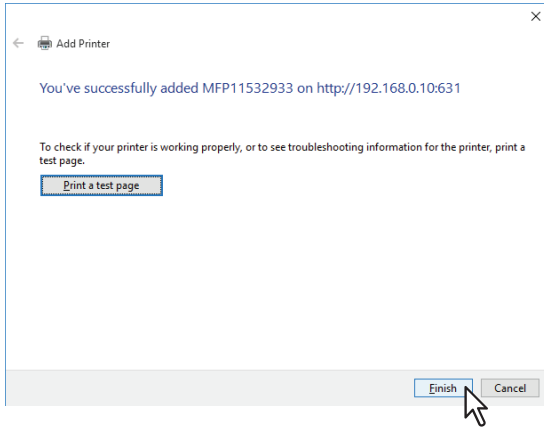 Add Printer
You've successfully added MFP11532933 on http://192.168.0.10:631
To check if your printer is working properly, or to see troubleshooting information for the printer, print a
test page.
Print a test page
Finish
Cancel